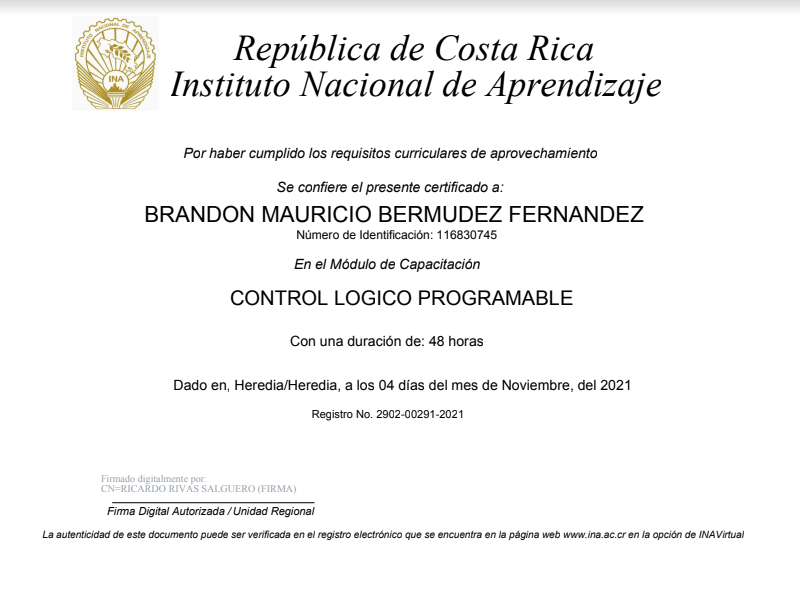 INSTITUTO NACIONAL DE APRENDIZAJE
INA
República de Costa Rica
Instituto Nacional de Aprendizaje
Por haber cumplido los requisitos curriculares de aprovechamiento
Se confiere el presente certificado a:
BRANDON MAURICIO BERMUDEZ FERNANDEZ
Número de Identificación: 116830745
En el Módulo de Capacitación
CONTROL LOGICO PROGRAMABLE
Con una duración de: 48 horas
Dado en, Heredia/Heredia, a los 04 días del mes de Noviembre, del 2021
Registro No. 2902-00291-2021
Firmado digitalmente por:
CN=RICARDO RIVAS SALGUERO (FIRMA)
Firma Digital Autorizada / Unidad Regional
La autenticidad de este documento puede ser verificada en el registro electrónico que se encuentra en la página web www.ina.ac.cr en la opción de INAVirtual